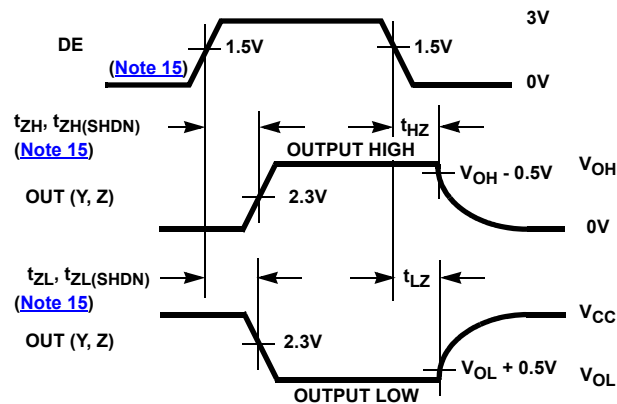 3V
DE
1.5V
1.5V
(Note 15)
0V
tZH, tZH(SHDN)
(Note 15)
tHZ
OUTPUT HIGH
VOH - 0.5V
VOH
OUT (Y, Z)
2.3V
0V
tZL, tZL(SHDN)
(Note 15)
tLZ
VCC
OUT (Y, Z)
2.3V
VOL + 0.5V
VOL
OUTPUT LOW